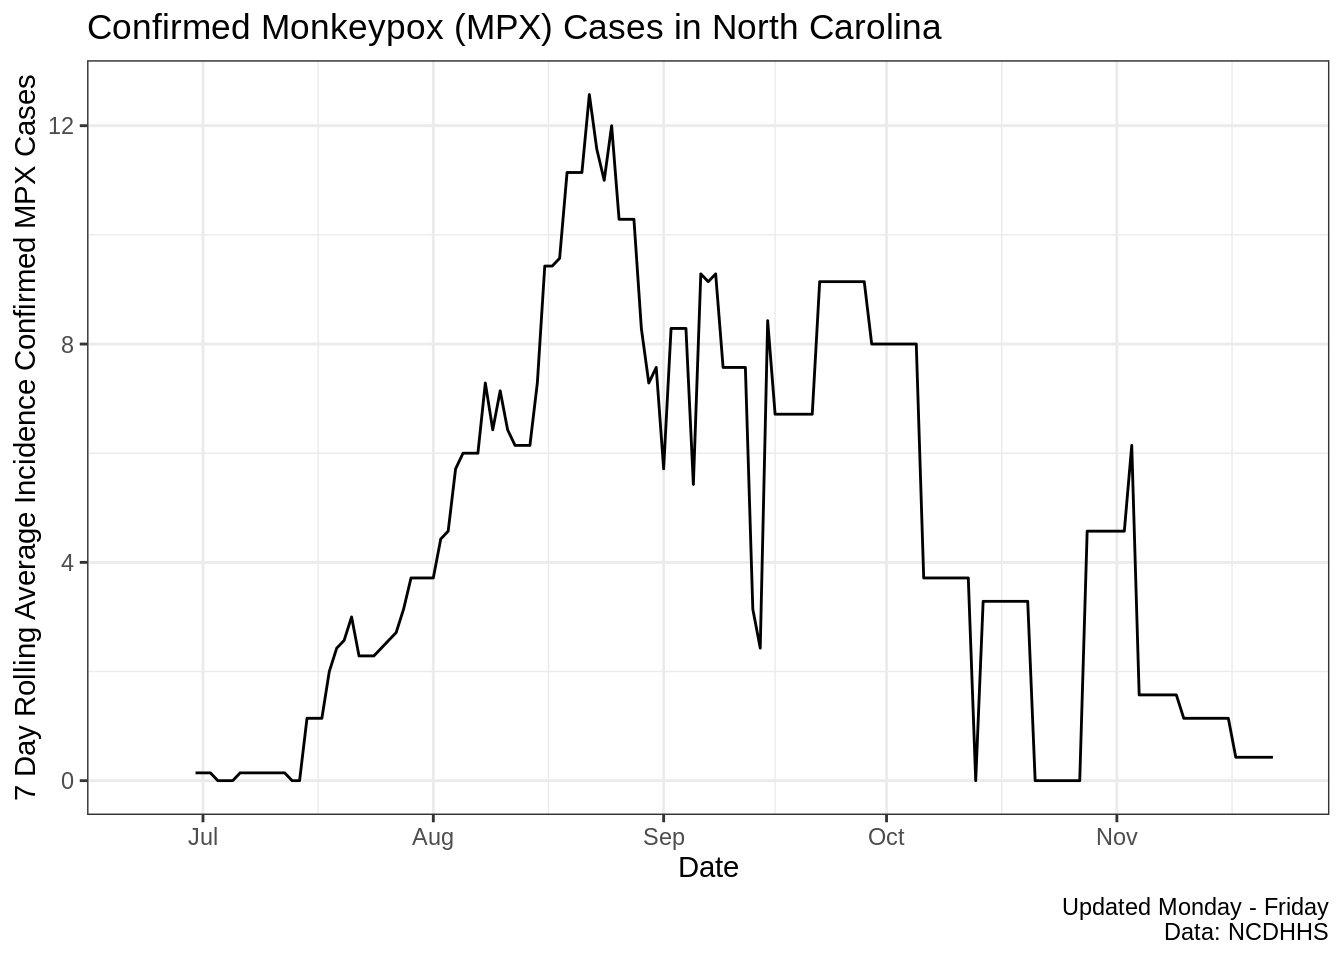 Confirmed Monkeypox (MPX) Cases in North Carolina
7 Day Rolling Average Incidence Confirmed MPX Cases
12
8
4
0
Jul
Aug
Sep
Oct
Nov
Date
Updated Monday - Friday
Data: NCDHHS